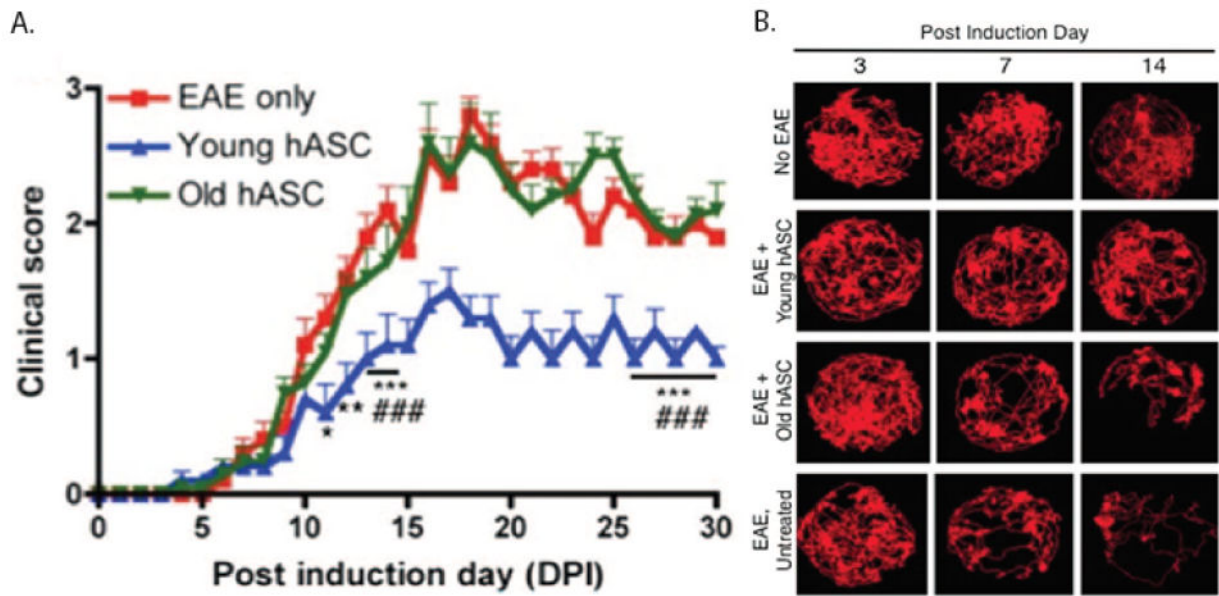 A.
3
2
1
0
Clinical score
EAE only
Young hASC
Old hASC
*
**
***
###
***
###
0 5 10 15 20 25 30
Post induction day (DPI)
B.
Post Induction Day
3 7 14
No EAE
EAE +
Young hASC
EAE +
Old hASC
EAE,
Untreated